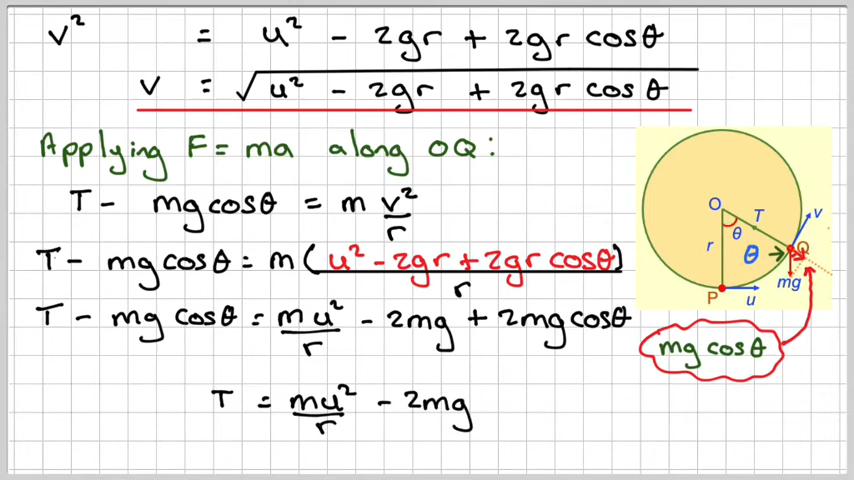 v² = u² - 2gr + 2gr cosθ
v = √u² - 2gr + 2gr cosθ
Applying F = ma along OQ:
T - mg cosθ = m v²/r
T - mg cosθ = m (u² - 2gr + 2gr cosθ)/r
T - mg cosθ = mu²/r - 2mg + 2mg cosθ
T = mu²/r - 2mg
O
T
v
θ
r
θ
Q
mg
P
u
mg cosθ